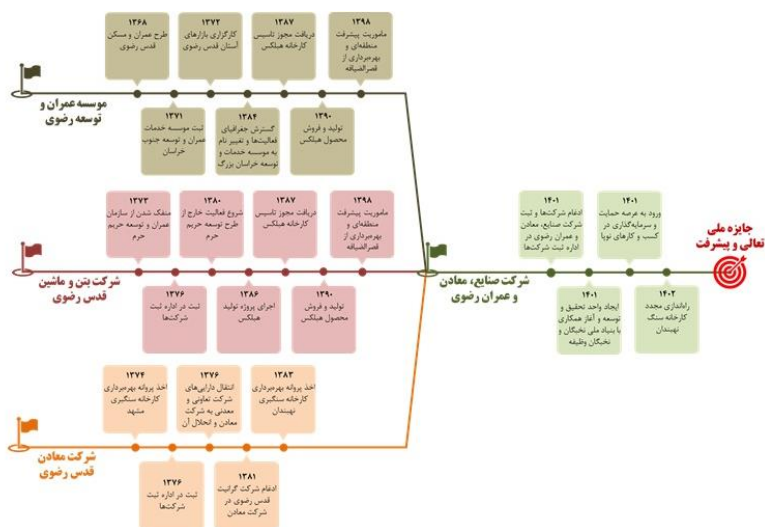 ۱۳۶۸
طرح عمران و مسکن
قدس رضوی
۱۳۷۲
کارگزاری بازارهای
آستان قدس رضوی
۱۳۸۷
دریافت مجوز تاسیس
کارخانه هبلکس
۱۳۹۸
ماموریت پیشرفت
منطقه‌ای و
بهره‌برداری از
قصرالضیافه
موسسه عمران و
توسعه رضوی
۱۳۷۱
ثبت موسسه خدمات
عمران و توسعه جنوب
خراسان
۱۳۸۴
گسترش جغرافیای
فعالیت‌ها و تغییر نام
به موسسه خدمات و
توسعه خراسان بزرگ
۱۳۹۰
تولید و فروش
محصول هبلکس
۱۳۷۳
منفک شدن از سازمان
عمران و توسعه حریم
حرم
۱۳۸۰
شروع فعالیت خارج از
طرح توسعه حریم
حرم
۱۳۸۷
دریافت مجوز تاسیس
هبلکس
۱۳۹۸
ماموریت پیشرفت
منطقه‌ای و
بهره‌برداری از
قصرالضیافه
شرکت بتن و ماشین
قدس رضوی
۱۳۷۶
ثبت در اداره ثبت
شرکت‌ها
۱۳۸۶
اجرای پروژه تولید
هبلکس
۱۳۹۰
تولید و فروش
محصول هبلکس
۱۳۷۴
اخذ پروانه بهره‌برداری
کارخانه سنگبری
مشهد
۱۳۷۶
انتقال دارایی‌های
شرکت تعاونی و
معدنی به شرکت
معادن و انحلال آن
۱۳۸۳
اخذ پروانه بهره‌برداری
کارخانه سنگبری
نهبندان
شرکت معادن
قدس رضوی
۱۳۷۶
ثبت در اداره ثبت
شرکت‌ها
۱۳۸۱
ادغام شرکت گرانیت
قدس رضوی در
شرکت معادن
شرکت صنایع، معادن
و عمران رضوی
۱۴۰۱
ادغام شرکت‌ها و ثبت
شرکت صنایع، معادن
و عمران رضوی در
اداره ثبت شرکت‌ها
۱۴۰۱
ورود به عرصه حمایت
و سرمایه‌گذاری در
کسب و کارهای نوپا
۱۴۰۱
ایجاد واحد تحقیق و
توسعه و آغاز همکاری
با بنیاد ملی نخبگان و
نخبگان وظیفه
۱۴۰۲
راه‌اندازی مجدد
کارخانه سنگ
نهبندان
جایزه ملی
تعالی و پیشرفت